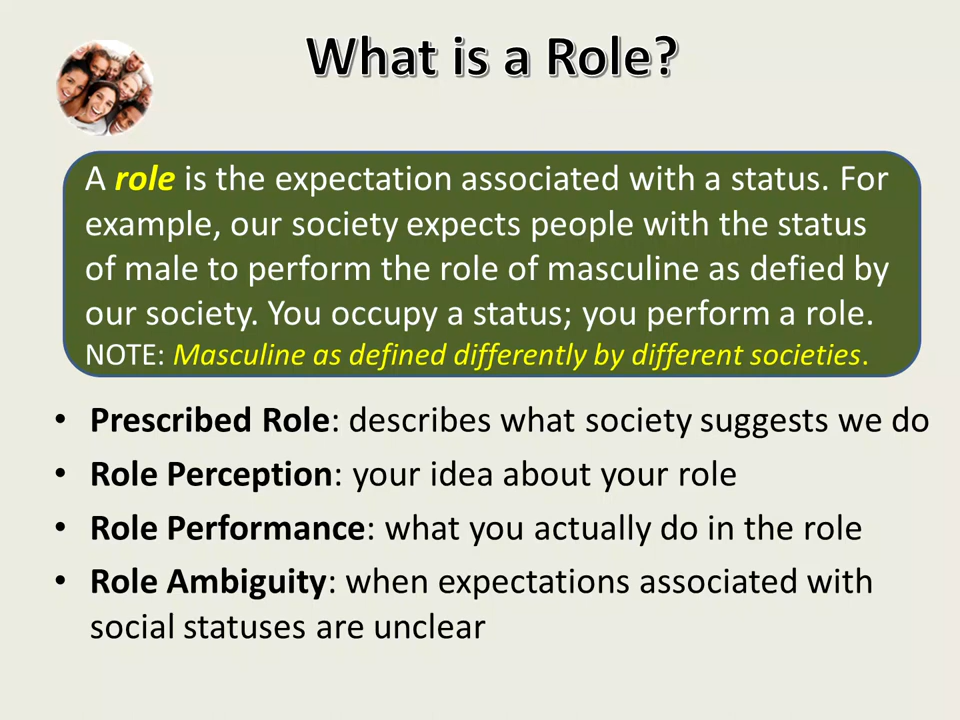 What is a Role?
A role is the expectation associated with a status. For
example, our society expects people with the status
of male to perform the role of masculine as defied by
our society. You occupy a status; you perform a role.
NOTE: Masculine as defined differently by different societies.
• Prescribed Role: describes what society suggests we do
• Role Perception: your idea about your role
• Role Performance: what you actually do in the role
• Role Ambiguity: when expectations associated with
social statuses are unclear